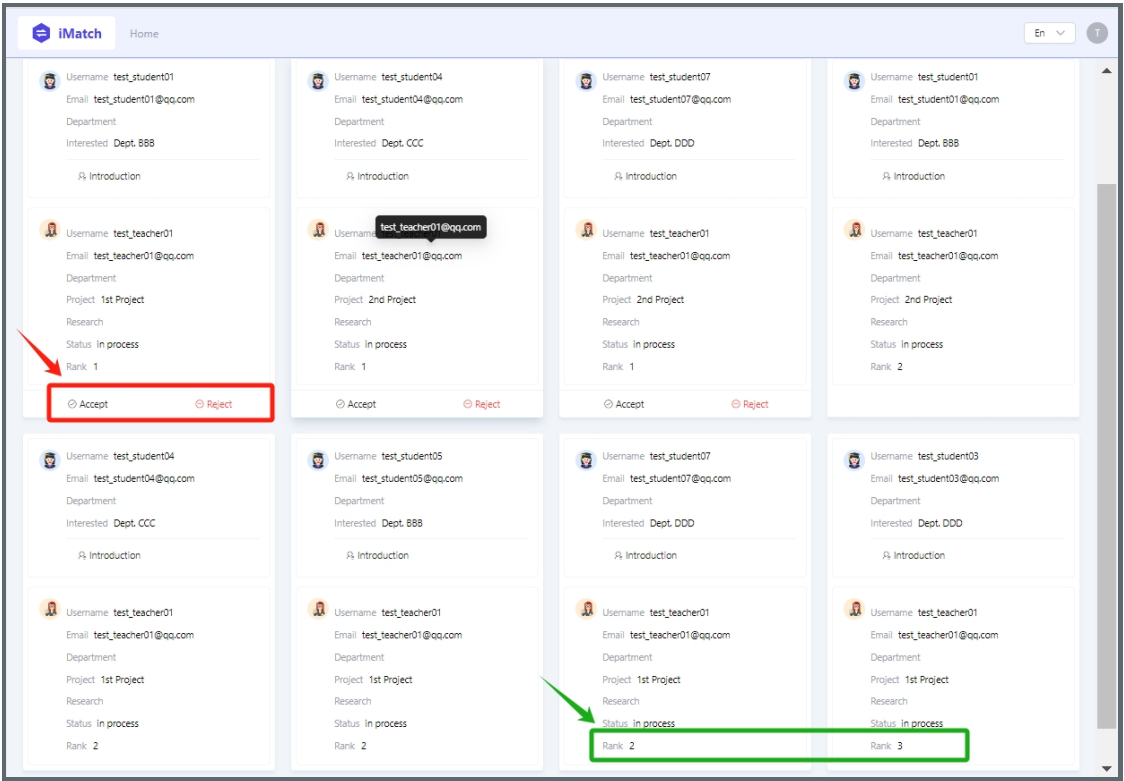 iMatch
Home
En
T
Username test_student01
Email test_student01@qq.com
Department
Interested Dept. BBB
Introduction
Username test_teacher01
Email test_teacher01@qq.com
Department
Project 1st Project
Research
Status in process
Rank 1
Accept
Reject
Username test_student04
Email test_student04@qq.com
Department
Interested Dept. CCC
Introduction
test_teacher01@qq.com
Username
Email test_teacher01@qq.com
Department
Project 2nd Project
Research
Status in process
Rank 1
Accept
Reject
Username test_student07
Email test_student07@qq.com
Department
Interested Dept. DDD
Introduction
Username test_teacher01
Email test_teacher01@qq.com
Department
Project 2nd Project
Research
Status in process
Rank 1
Accept
Reject
Username test_student01
Email test_student01@qq.com
Department
Interested Dept. BBB
Introduction
Username test_teacher01
Email test_teacher01@qq.com
Department
Project 2nd Project
Research
Status in process
Rank 2
Username test_student04
Email test_student04@qq.com
Department
Interested Dept. CCC
Introduction
Username test_teacher01
Email test_teacher01@qq.com
Department
Project 1st Project
Research
Status in process
Rank 2
Username test_student05
Email test_student05@qq.com
Department
Interested Dept. BBB
Introduction
Username test_teacher01
Email test_teacher01@qq.com
Department
Project 1st Project
Research
Status in process
Rank 2
Username test_student07
Email test_student07@qq.com
Department
Interested Dept. DDD
Introduction
Username test_teacher01
Email test_teacher01@qq.com
Department
Project 1st Project
Research
Status in process
Rank 2
Username test_student03
Email test_student03@qq.com
Department
Interested Dept. DDD
Introduction
Username test_teacher01
Email test_teacher01@qq.com
Department
Project 1st Project
Research
Status in process
Rank 3